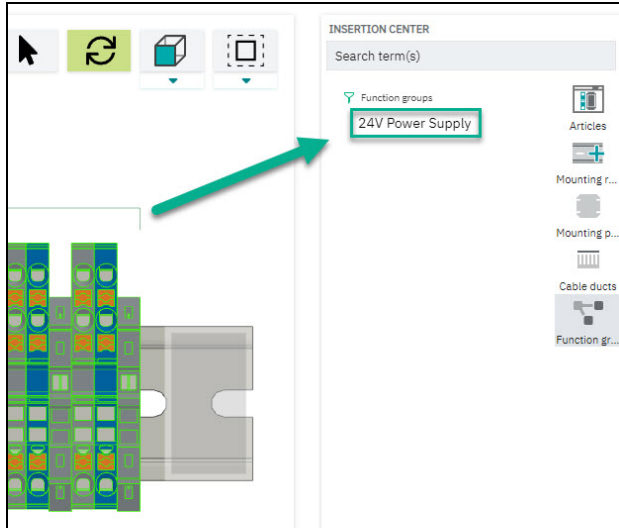 INSERTION CENTER
Search term(s)
Function groups
24V Power Supply
Articles
Mounting r...
Mounting p...
Cable ducts
Function gr...